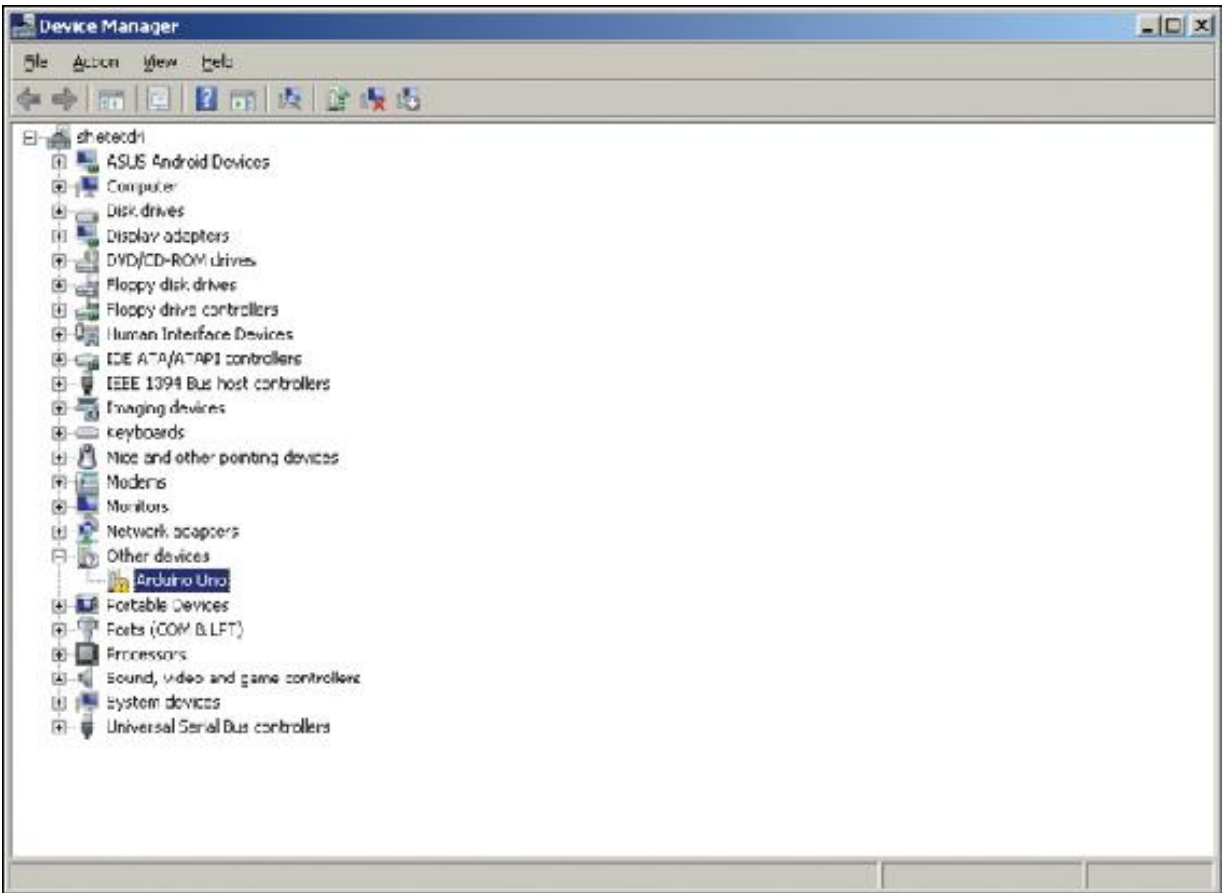 Device Manager
File Action View Help
ASUS Android Devices
Computer
Disk drives
Display adapters
DVD/CD-ROM drives
Floppy disk drives
Floppy drive controllers
Human Interface Devices
IDE ATA/ATAPI controllers
IEEE 1394 Bus host controllers
Imaging devices
Keyboards
Mice and other pointing devices
Modems
Monitors
Network adapters
Other devices
Arduino Uno
Portable Devices
Ports (COM & LPT)
Processors
Sound, video and game controllers
System devices
Universal Serial Bus controllers